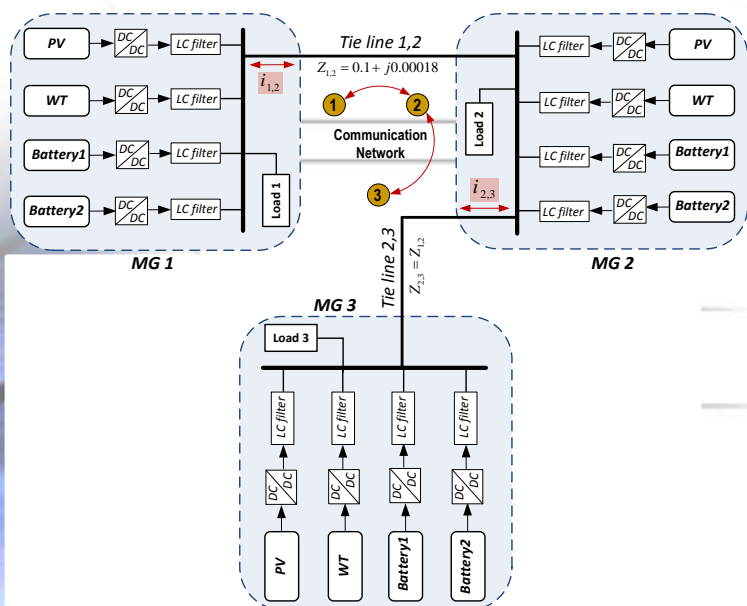 PV
DC
DC
LC filter
WT
DC
DC
LC filter
Battery1
DC
DC
LC filter
Battery2
DC
DC
LC filter
Load 1
MG 1
Tie line 1,2
Z1,2 = 0.1 + j0.00018
i1,2
1
2
Communication
Network
3
i2,3
Load 2
LC filter
DC
DC
PV
LC filter
DC
DC
WT
LC filter
DC
DC
Battery1
LC filter
DC
DC
Battery2
MG 2
Tie line 2,3
Z2,3 = Z1,2
MG 3
Load 3
LC filter
LC filter
LC filter
LC filter
DC
DC
DC
DC
DC
DC
DC
DC
PV
WT
Battery1
Battery2